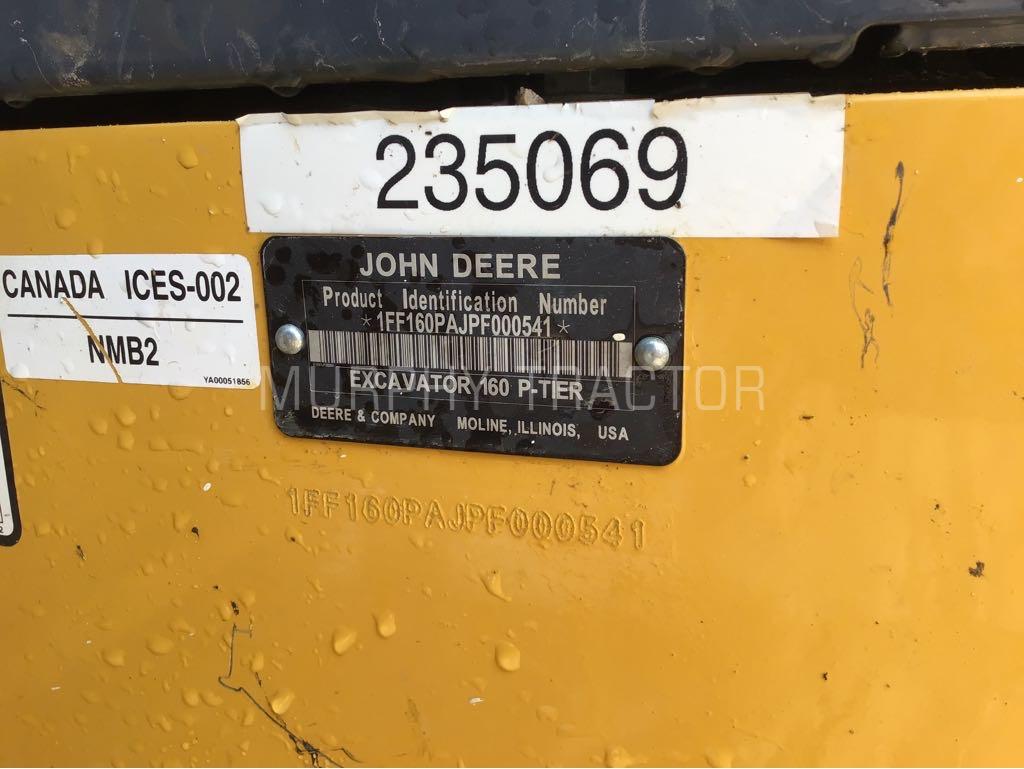 235069
JOHN DEERE
Product Identification Number
*1FF160PAJPF000541*
EXCAVATOR 160 P-TIER
DEERE & COMPANY MOLINE, ILLINOIS, USA
CANADA ICES-002
NMB2
YA00051856
MURPHY TRACTOR
1FF160PAJPF000541